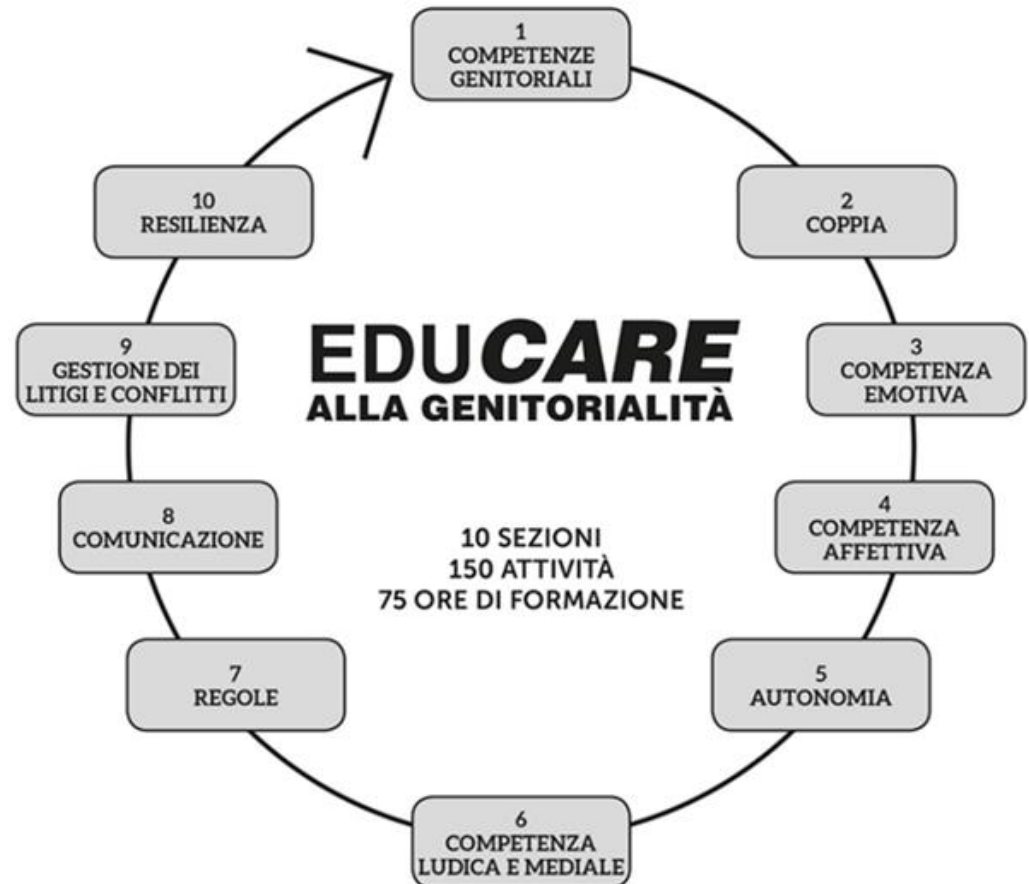 1
COMPETENZE
GENITORIALI
2
COPPIA
3
COMPETENZA
EMOTIVA
4
COMPETENZA
AFFETTIVA
5
AUTONOMIA
6
COMPETENZA
LUDICA E MEDIALE
7
REGOLE
8
COMUNICAZIONE
9
GESTIONE DEI
LITIGI E CONFLITTI
10
RESILIENZA
EDUCARE
ALLA GENITORIALITÀ
10 SEZIONI
150 ATTIVITÀ
75 ORE DI FORMAZIONE